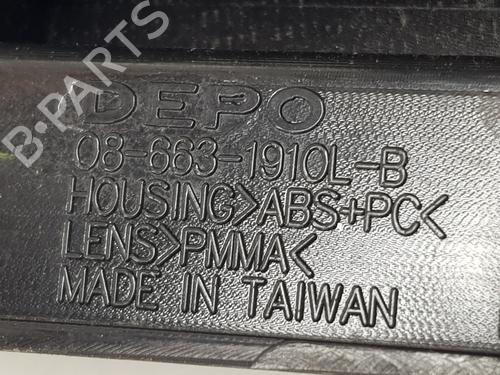 B-PARTS
DEPO
08-663-1910L-B
HOUSING>ABS+PC<
LENS>PMMA<
MADE IN TAIWAN